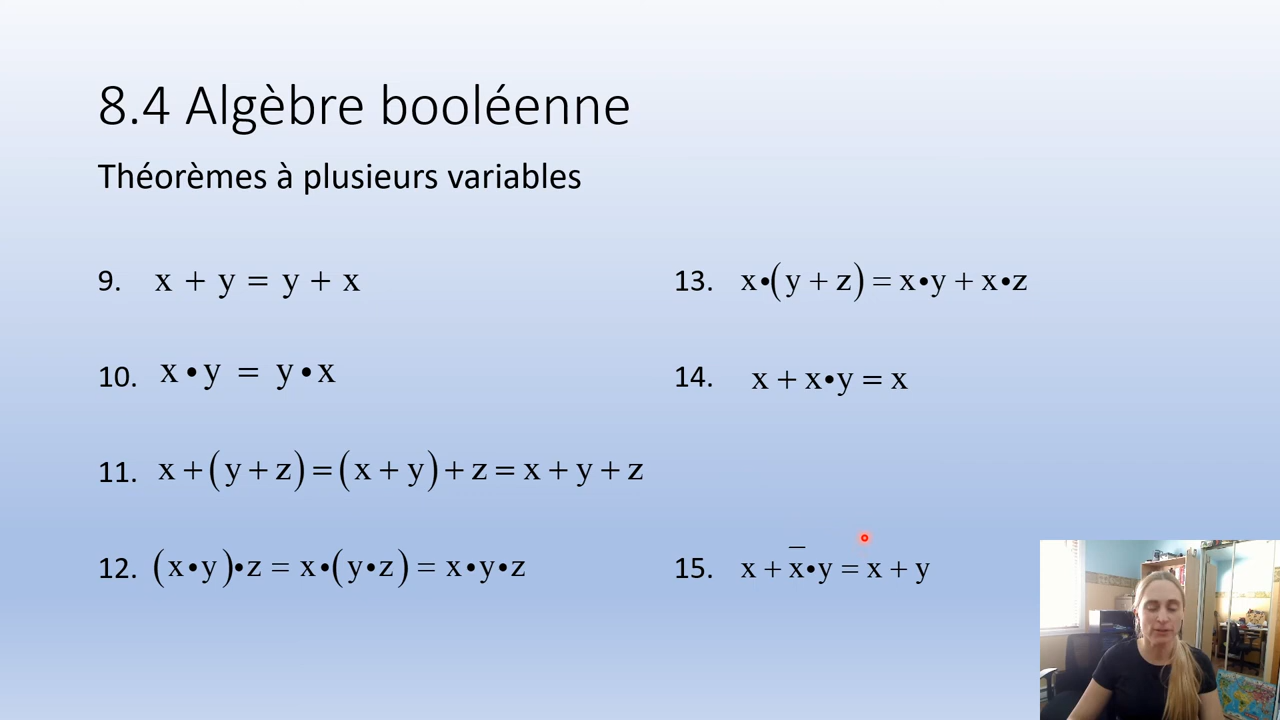 8.4 Algèbre booléenne
Théorèmes à plusieurs variables
9. x + y = y + x
10. x•y = y•x
11. x+(y+z)=(x+y)+z=x+y+z
12. (x•y)•z = x•(y•z) = x•y•z
13. x•(y+z) = x•y + x•z
14. x + x•y = x
15. x + x̅•y = x + y